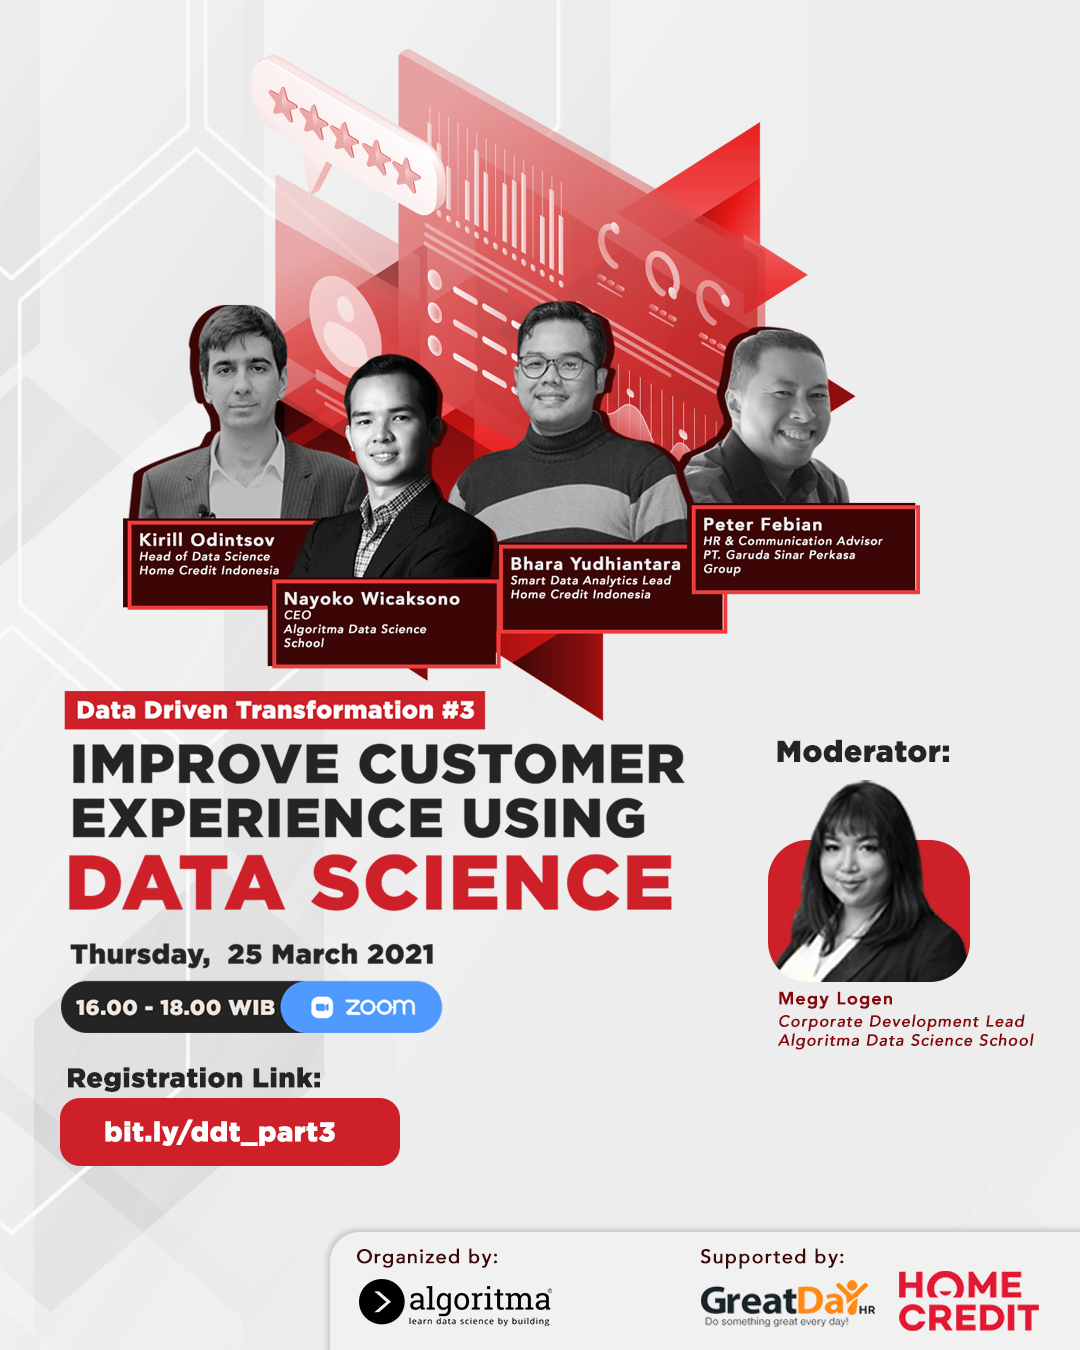 Kirill Odintsov
Head of Data Science
Home Credit Indonesia
Nayoko Wicaksono
CEO
Algoritma Data Science
School
Bhara Yudhiantara
Smart Data Analytics Lead
Home Credit Indonesia
Peter Febian
HR & Communication Advisor
PT. Garuda Sinar Perkasa
Group
Data Driven Transformation #3
IMPROVE CUSTOMER
EXPERIENCE USING
DATA SCIENCE
Thursday, 25 March 2021
16.00 - 18.00 WIB
zoom
Registration Link:
bit.ly/ddt_part3
Moderator:
Megy Logen
Corporate Development Lead
Algoritma Data Science School
Organized by:
algoritma®
learn data science by building
Supported by:
GreatDay HR
Do something great every day!
HOME
CREDIT